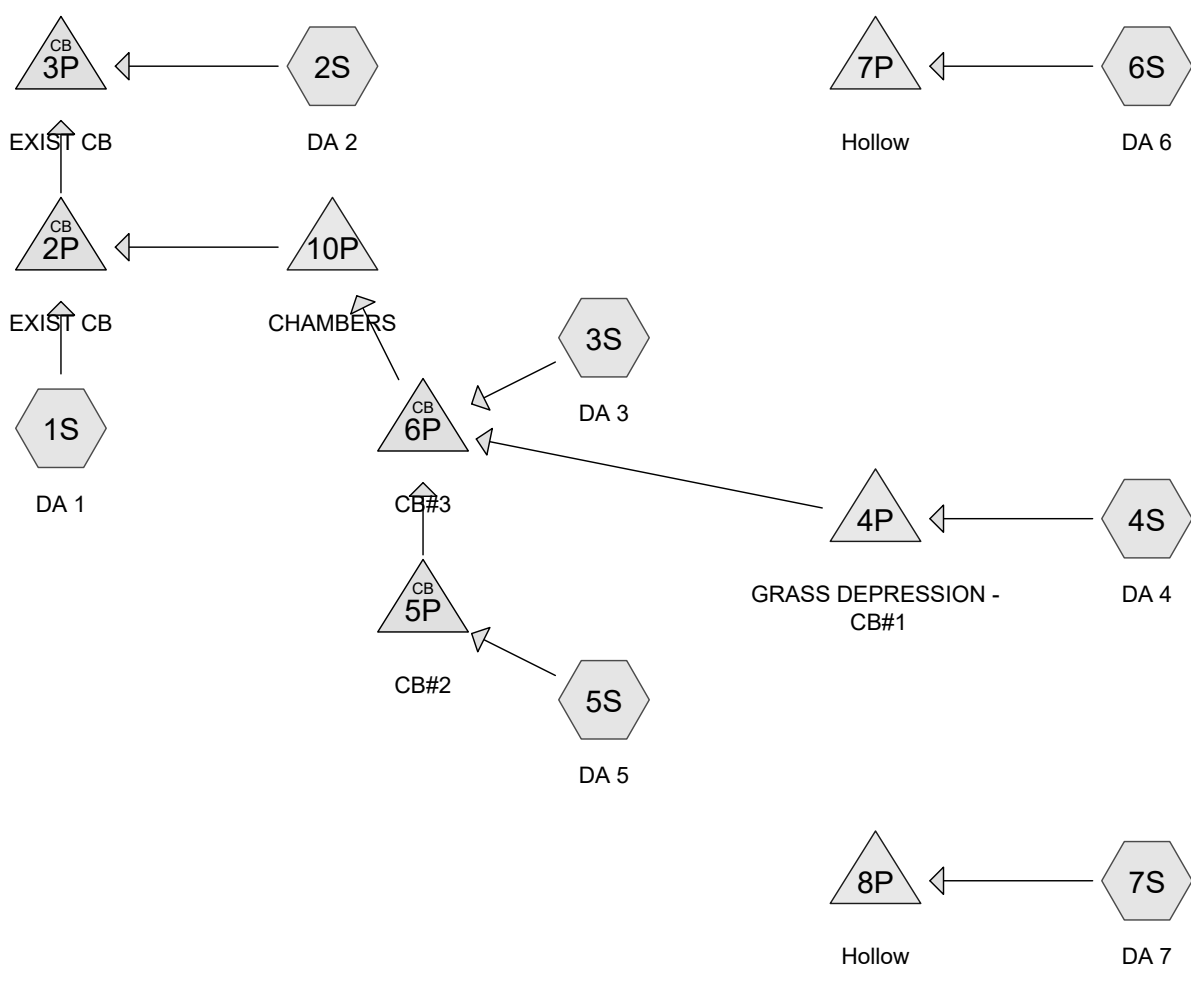 CB
3P
EXIST CB
2S
DA 2
7P
Hollow
6S
DA 6
CB
2P
EXIST CB
10P
CHAMBERS
3S
DA 3
1S
DA 1
CB
6P
CB#3
4P
GRASS DEPRESSION -
CB#1
4S
DA 4
CB
5P
CB#2
5S
DA 5
8P
Hollow
7S
DA 7